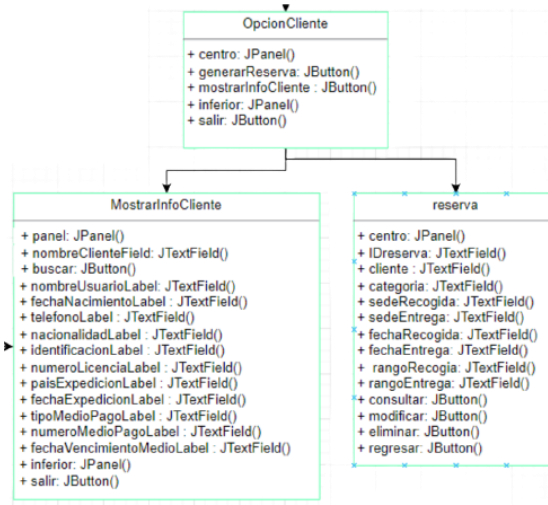 OpcionCliente
+ centro: JPanel()
+ generarReserva: JButton()
+ mostrarInfoCliente : JButton()
+ inferior: JPanel()
+ salir: JButton()
MostrarInfoCliente
+ panel: JPanel()
+ nombreClienteField: JTextField()
+ buscar: JButton()
+ nombreUsuarioLabel: JTextField()
+ fechaNacimientoLabel: JTextField()
+ telefonoLabel : JTextField()
+ nacionalidadLabel : JTextField()
+ identificacionLabel : JTextField()
+ numeroLicenciaLabel : JTextField()
+ paisExpedicionLabel : JTextField()
+ fechaExpedicionLabel : JTextField()
+ tipoMedioPagoLabel : JTextField()
+ numeroMedioPagoLabel : JTextField()
+ fechaVencimientoMedioLabel : JTextField()
+ inferior: JPanel()
+ salir: JButton()
reserva
+ centro: JPanel()
+ IDreserva: JTextField()
+ cliente : JTextField()
+ categoria: JTextField()
+ sedeRecogida: JTextField()
+ sedeEntrega: JTextField()
+ fechaRecogida: JTextField()
+ fechaEntrega: JTextField()
+ rangoRecogia : JTextField()
+ rangoEntrega: JTextField()
+ consultar: JButton()
+ modificar: JButton()
+ eliminar: JButton()
+ regresar: JButton()